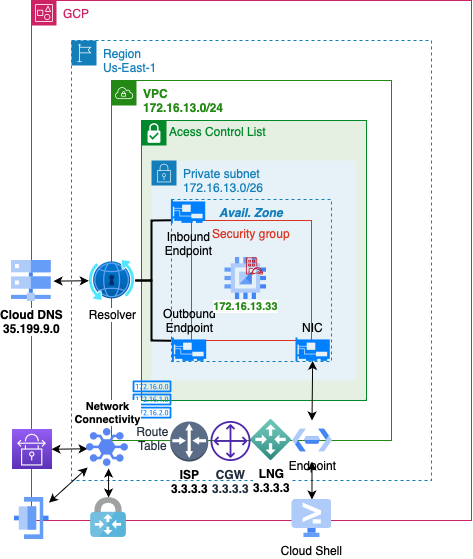 GCP
Region
Us-East-1
VPC
172.16.13.0/24
Acess Control List
Private subnet
172.16.13.0/26
Avail. Zone
Security group
Inbound
Endpoint
172.16.13.33
Cloud DNS
35.199.9.0
Resolver
Outbound
Endpoint
NIC
172.16.0.0
172.16.1.0
172.16.2.0
Network
Connectivity
Route
Table
ISP
3.3.3.3
CGW
3.3.3.3
LNG
3.3.3.3
Endpoint
Cloud Shell